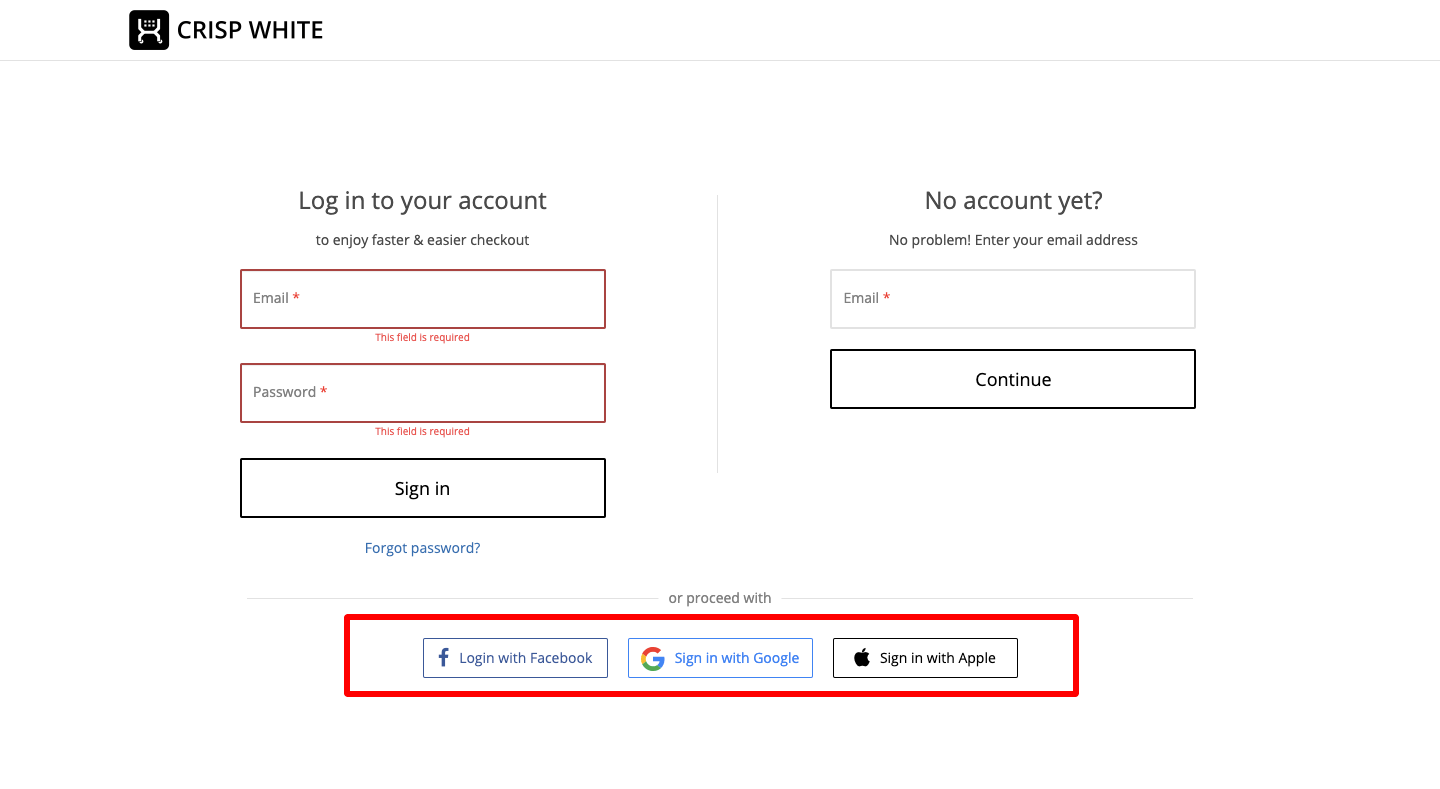 CRISP WHITE
Log in to your account
to enjoy faster & easier checkout
Email *
This field is required
Password *
This field is required
Sign in
Forgot password?
No account yet?
No problem! Enter your email address
Email *
Continue
or proceed with
Login with Facebook
Sign in with Google
Sign in with Apple